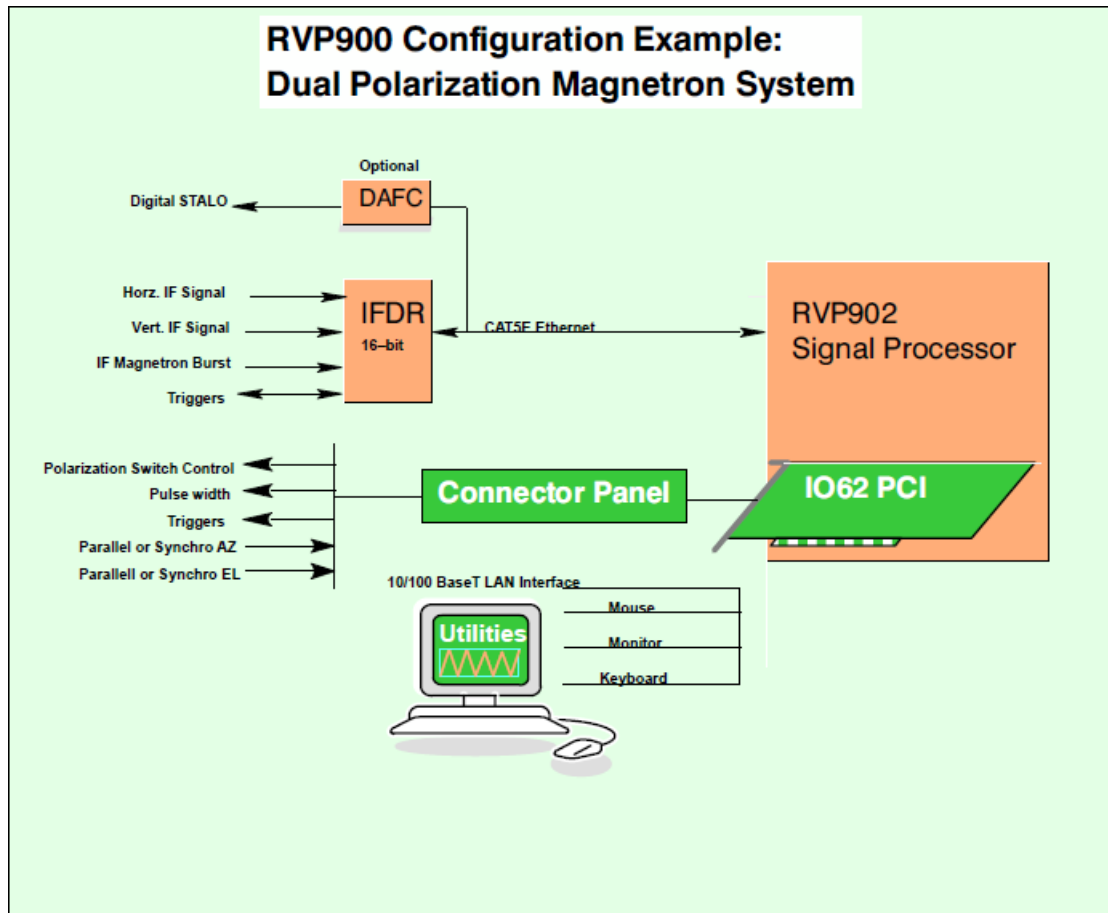 RVP900 Configuration Example:
Dual Polarization Magnetron System
Optional
DAFC
Digital STALO
Horz. IF Signal
Vert. IF Signal
IF Magnetron Burst
Triggers
IFDR
16–bit
CAT5E Ethernet
RVP902
Signal Processor
Polarization Switch Control
Pulse width
Triggers
Parallel or Synchro AZ
Parallell or Synchro EL
Connector Panel
IO62 PCI
10/100 BaseT LAN Interface
Mouse
Monitor
Keyboard
Utilities